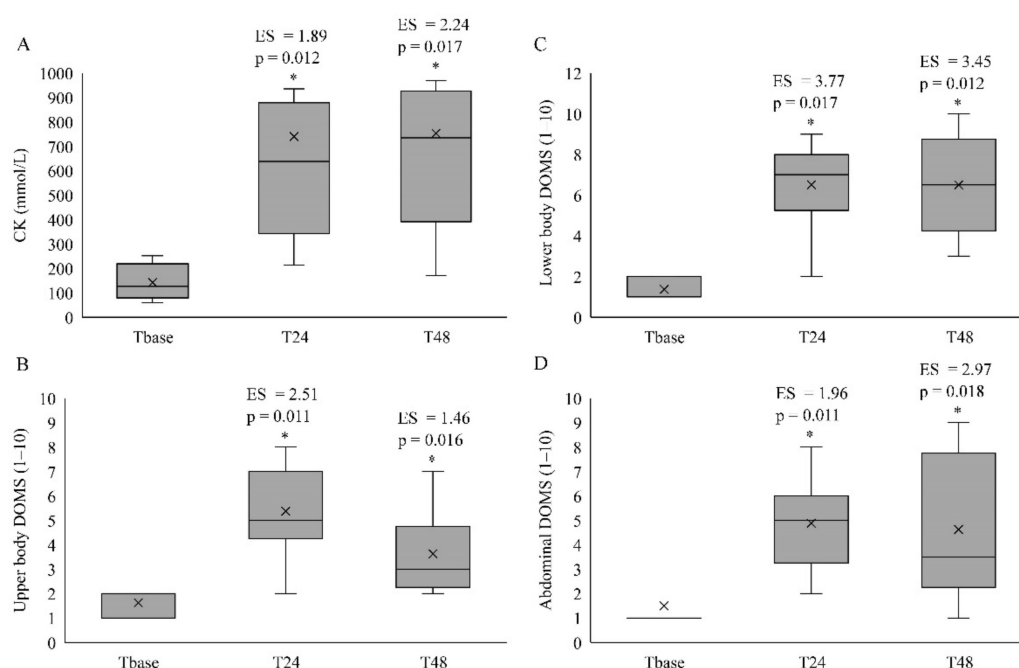 A
ES = 1.89
p = 0.012
*
ES = 2.24
p = 0.017
*
CK (mmol/L)
1000
900
800
700
600
500
400
300
200
100
0
Tbase T24 T48
C
ES = 3.77
p = 0.017
*
ES = 3.45
p = 0.012
*
Lower body DOMS (1–10)
12
10
8
6
4
2
0
Tbase T24 T48
B
ES = 2.51
p = 0.011
*
ES = 1.46
p = 0.016
*
Upper body DOMS (1–10)
10
9
8
7
6
5
4
3
2
1
0
Tbase T24 T48
D
ES = 1.96
p – 0.011
*
ES = 2.97
p = 0.018
*
Abdominal DOMS (1–10)
10
9
8
7
6
5
4
3
2
1
0
Tbase T24 T48